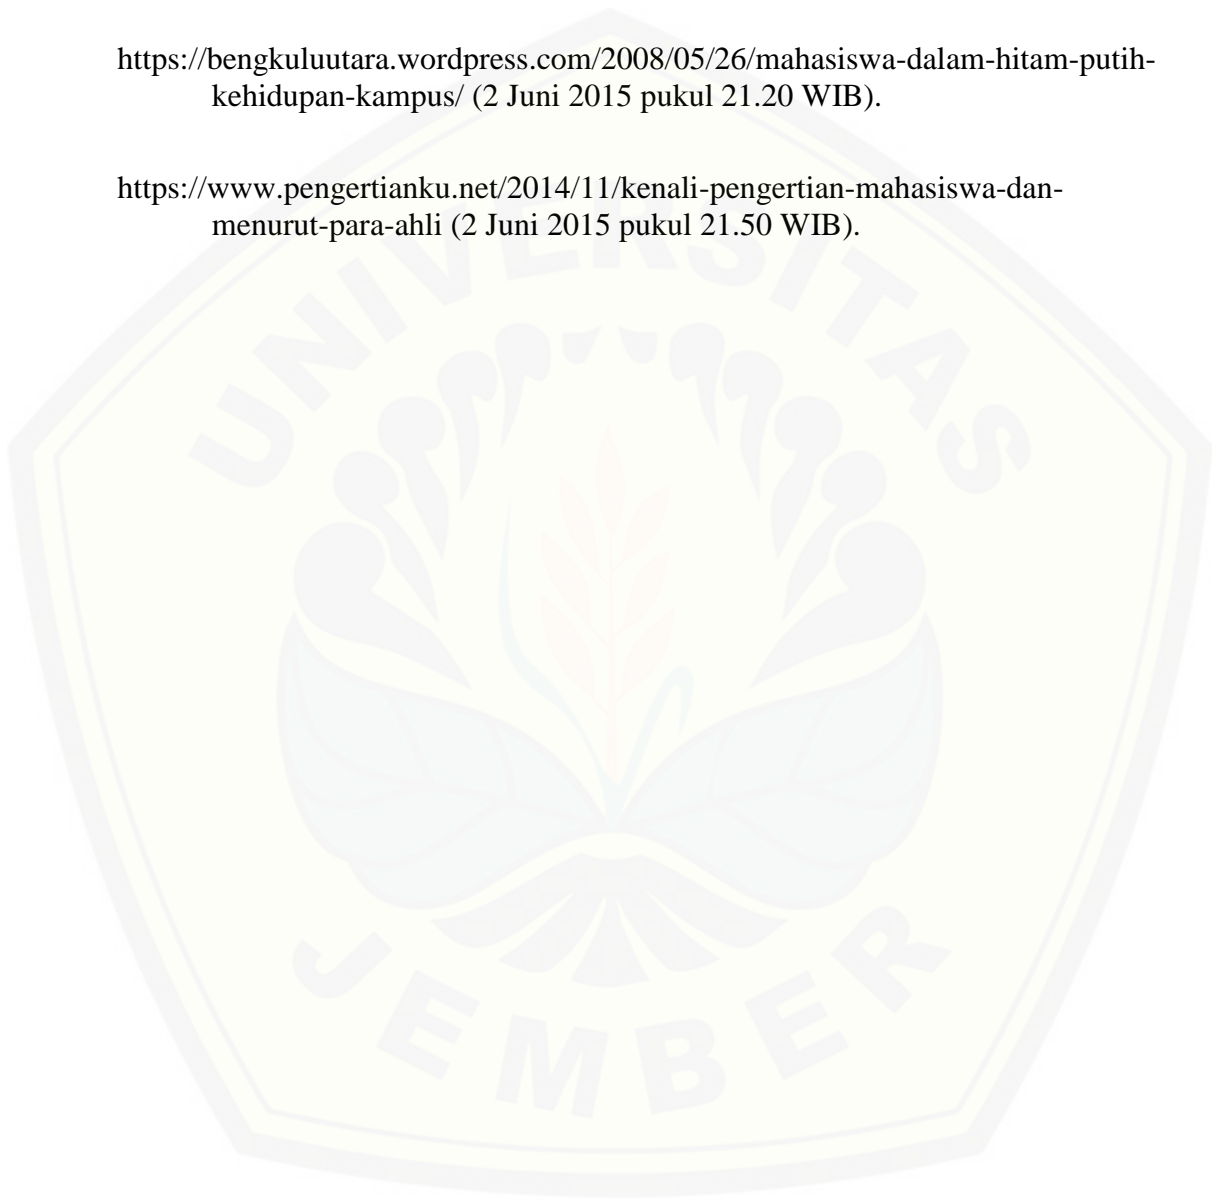 https://bengkuluutara.wordpress.com/2008/05/26/mahasiswa-dalam-hitam-putih-
kehidupan-kampus/ (2 Juni 2015 pukul 21.20 WIB).
https://www.pengertianku.net/2014/11/kenali-pengertian-mahasiswa-dan-
menurut-para-ahli (2 Juni 2015 pukul 21.50 WIB).
UNIVERSITAS
JEMBER